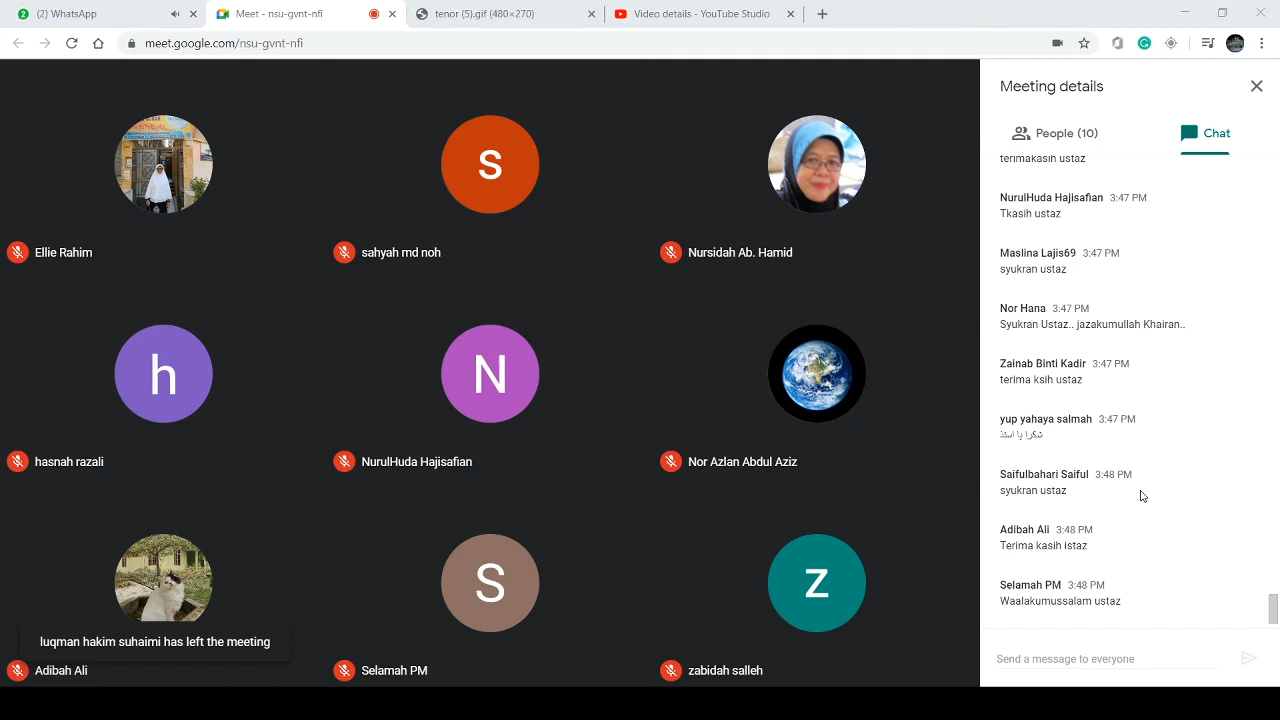 (2) WhatsApp
Meet - nsu-gvnt-nfi
tenor (5).gif (480×270)
Video details - YouTube Studio
meet.google.com/nsu-gvnt-nfi
Ellie Rahim
s
sahyah md noh
Nursidah Ab. Hamid
h
hasnah razali
N
NurulHuda Hajisafian
Nor Azlan Abdul Aziz
luqman hakim suhaimi has left the meeting
Adibah Ali
S
Selamah PM
z
zabidah salleh
Meeting details
People (10)
Chat
terimakasih ustaz
NurulHuda Hajisafian 3:47 PM
Tkasih ustaz
Maslina Lajis69 3:47 PM
syukran ustaz
Nor Hana 3:47 PM
Syukran Ustaz.. jazakumullah Khairan..
Zainab Binti Kadir 3:47 PM
terima ksih ustaz
yup yahaya salmah 3:47 PM
شكرا يا استذ
Saifulbahari Saiful 3:48 PM
syukran ustaz
Adibah Ali 3:48 PM
Terima kasih istaz
Selamah PM 3:48 PM
Waalakumussalam ustaz
Send a message to everyone